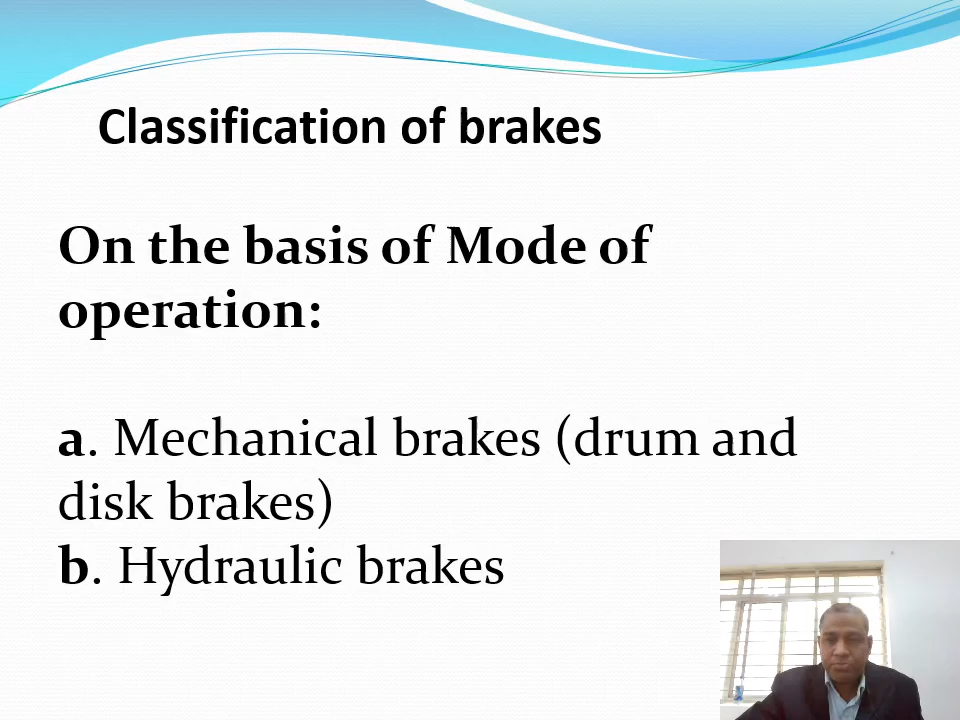 Classification of brakes
On the basis of Mode of
operation:
a. Mechanical brakes (drum and
disk brakes)
b. Hydraulic brakes